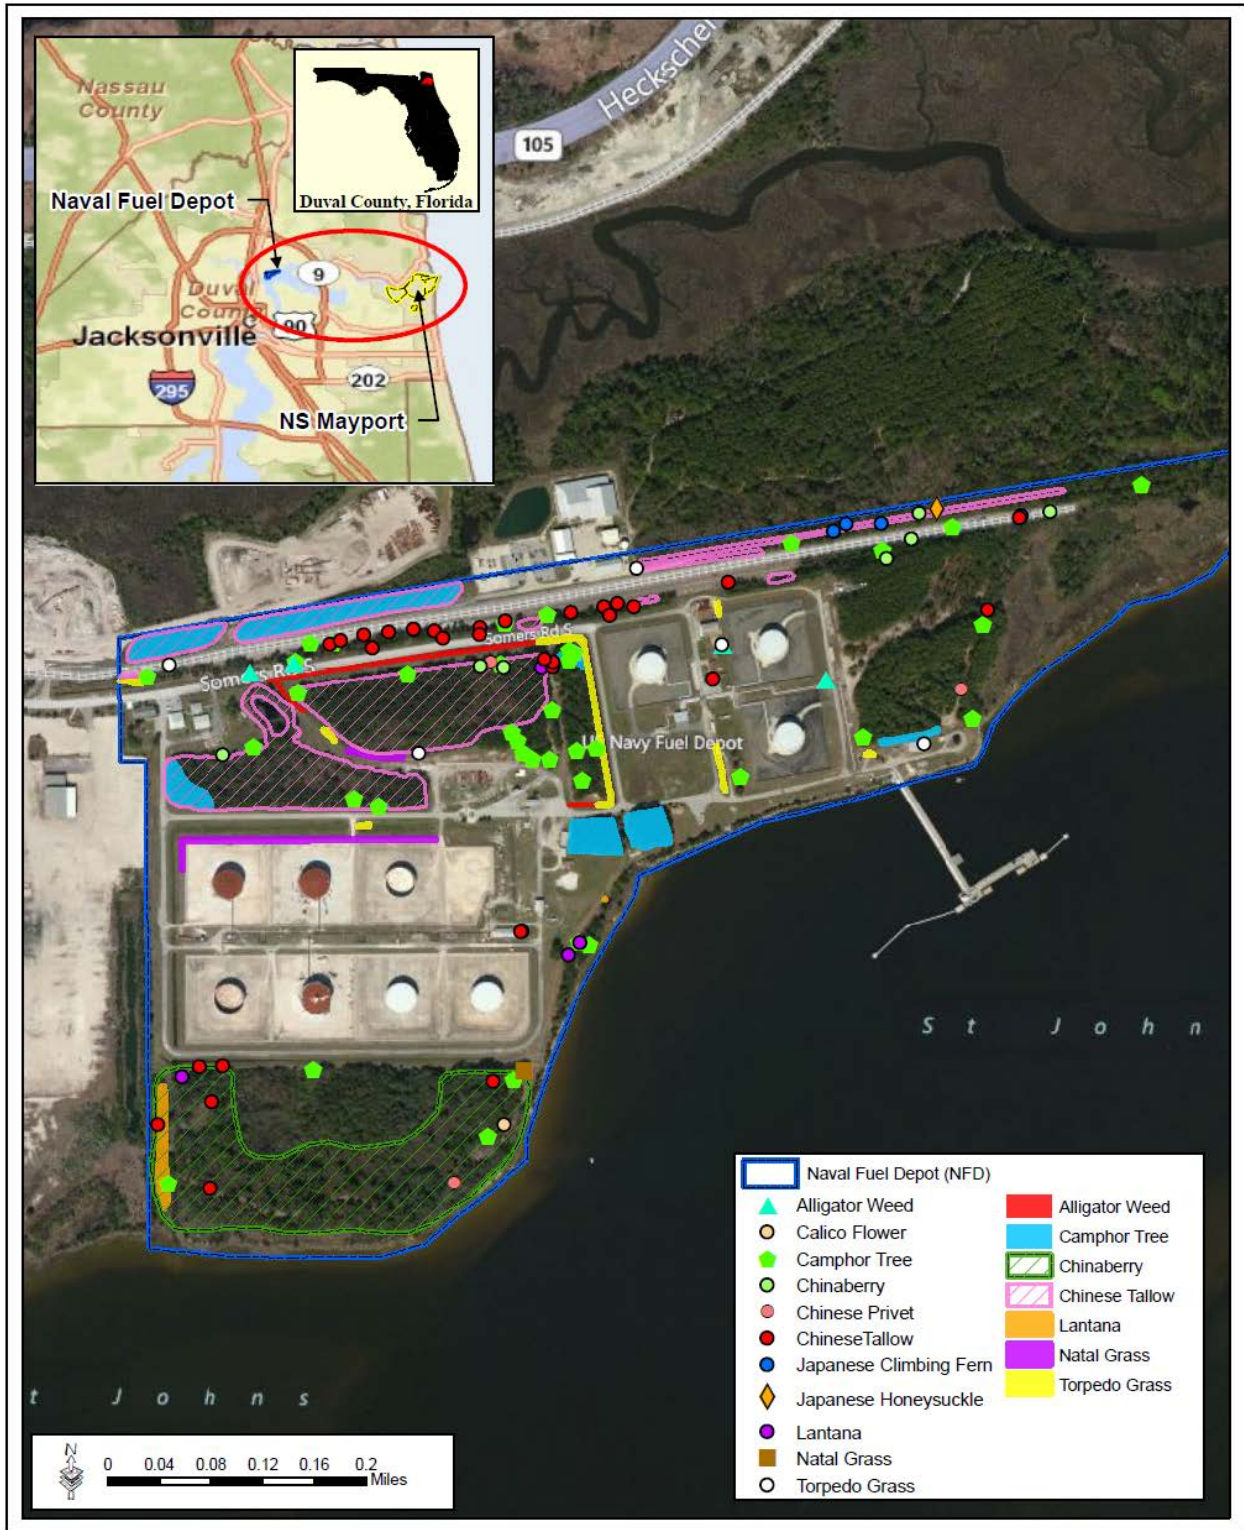 Heckscher
105
Nassau
County
Naval Fuel Depot
Duval County, Florida
9
Duval
County
90
Jacksonville
295
202
NS Mayport
Somers Rd S
Somers Rd S
US Navy Fuel Depot
St John
t Johns
Naval Fuel Depot (NFD)
Alligator Weed
Calico Flower
Camphor Tree
Chinaberry
Chinese Privet
ChineseTallow
Japanese Climbing Fern
Japanese Honeysuckle
Lantana
Natal Grass
Torpedo Grass
Alligator Weed
Camphor Tree
Chinaberry
Chinese Tallow
Lantana
Natal Grass
Torpedo Grass
N
0 0.04 0.08 0.12 0.16 0.2
Miles